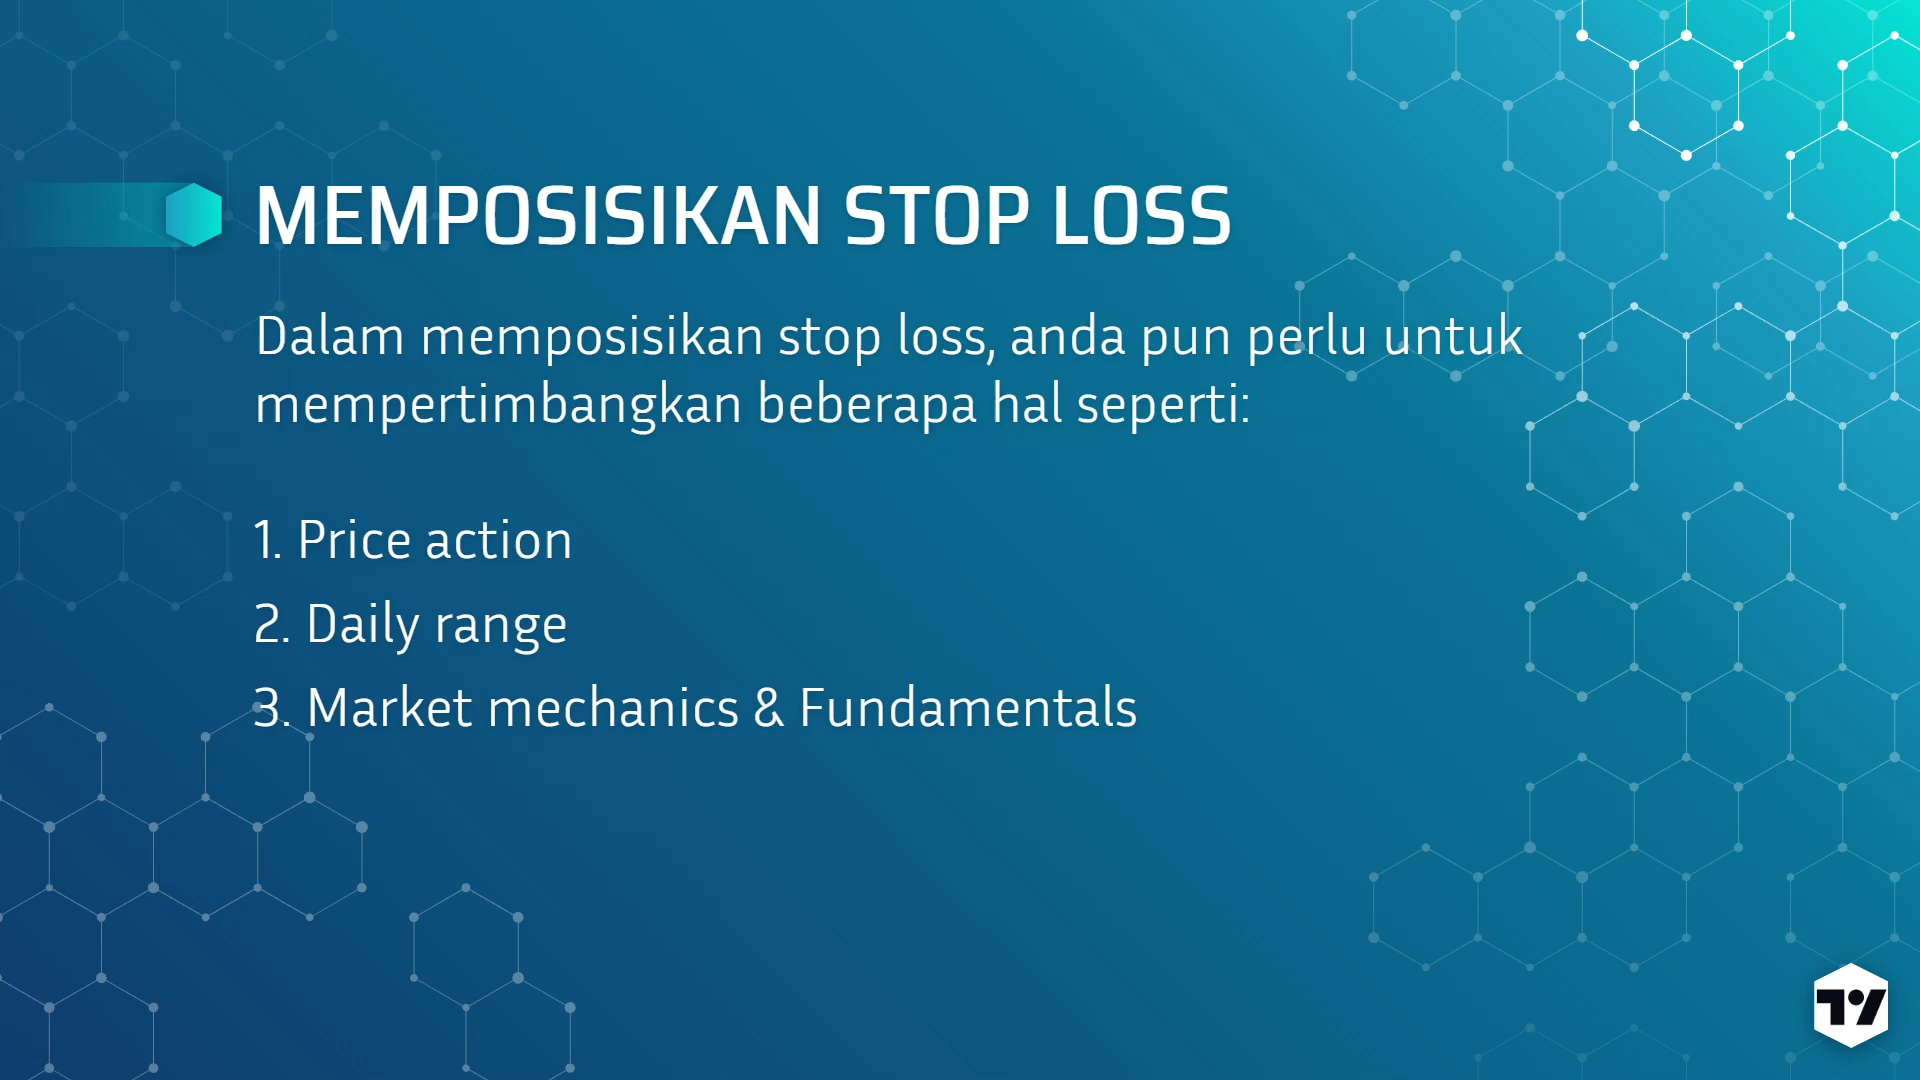 MEMPOSISIKAN STOP LOSS
Dalam memposisikan stop loss, anda pun perlu untuk
mempertimbangkan beberapa hal seperti:
1. Price action
2. Daily range
3. Market mechanics & Fundamentals